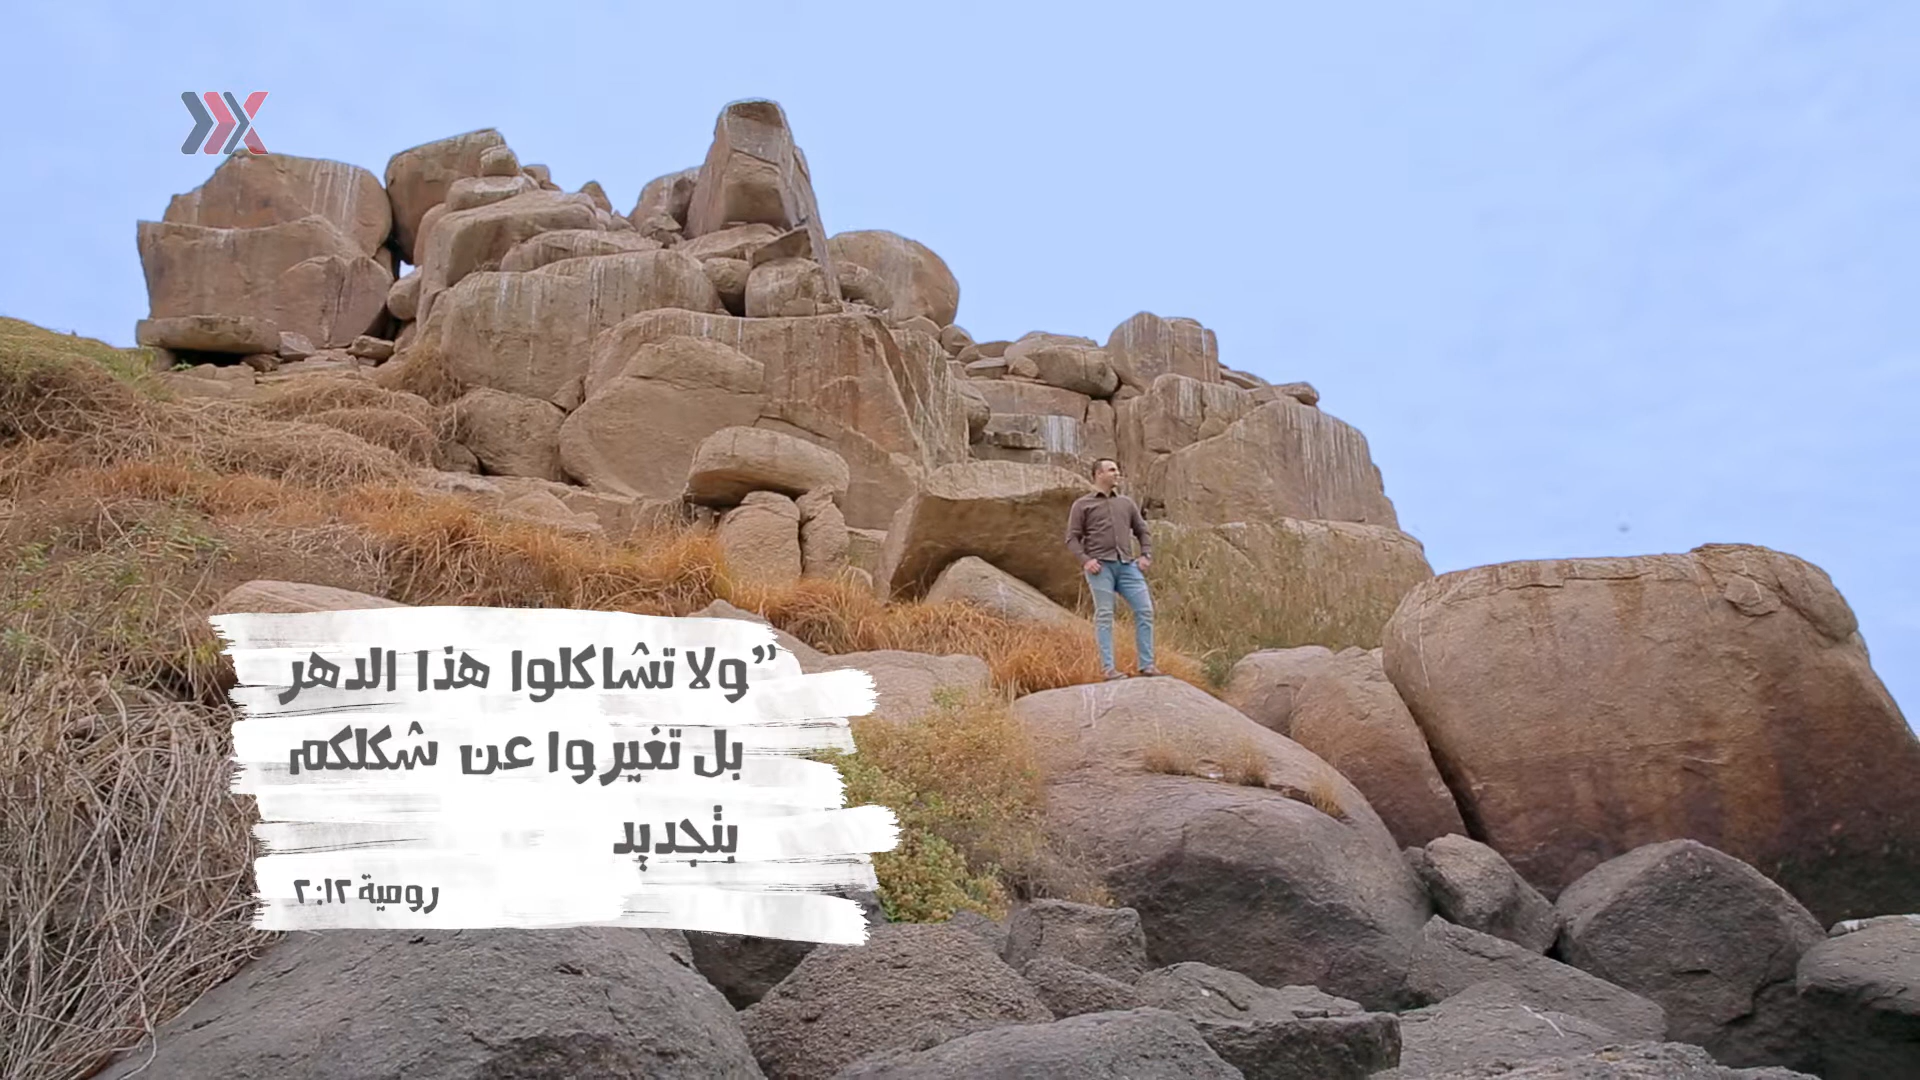 ”ولا تشاكلوا هذا الدهر
بل تغيروا عن شكلكم
بتجديد
رومية ٢:١٢